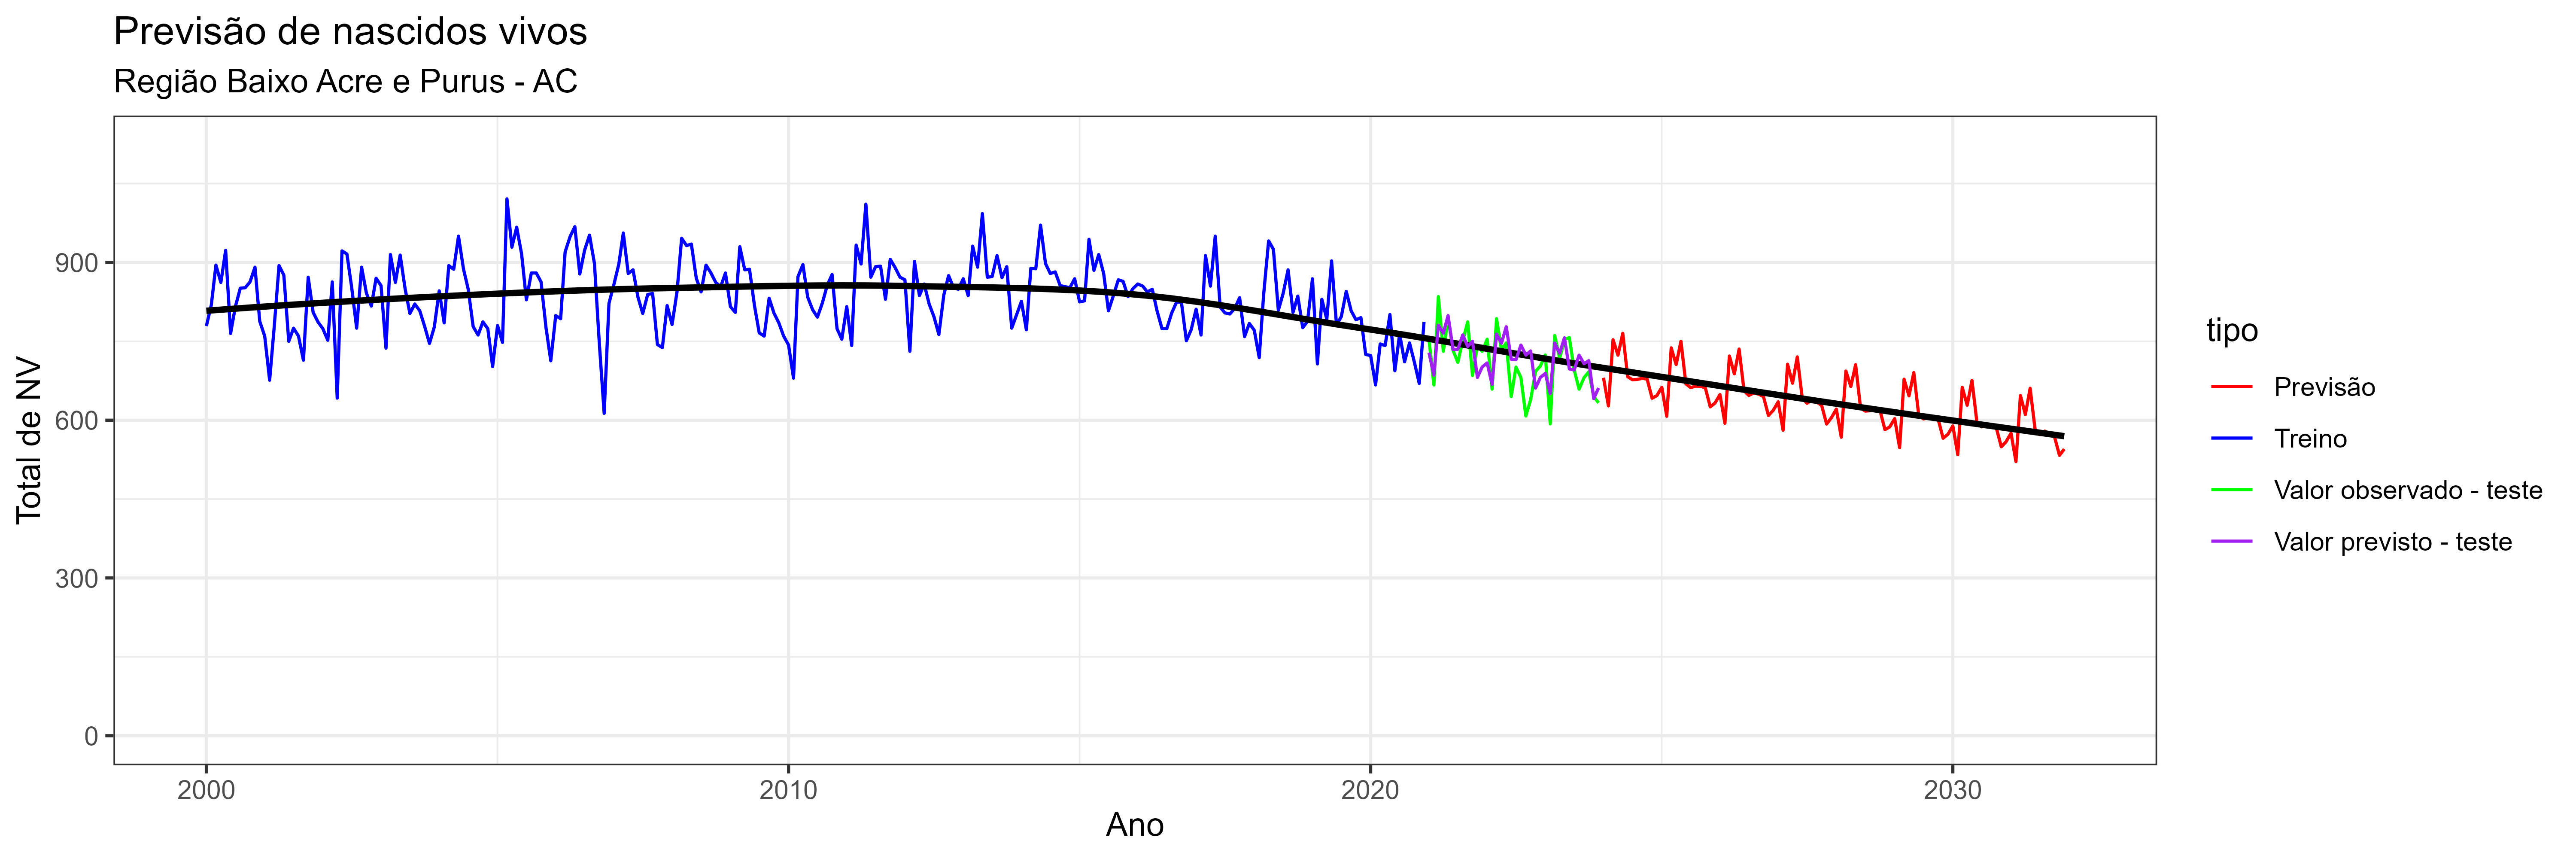 Previsão de nascidos vivos
Região Baixo Acre e Purus - AC
Total de NV
900
600
300
0
2000
2010
2020
2030
Ano
tipo
Previsão
Treino
Valor observado - teste
Valor previsto - teste